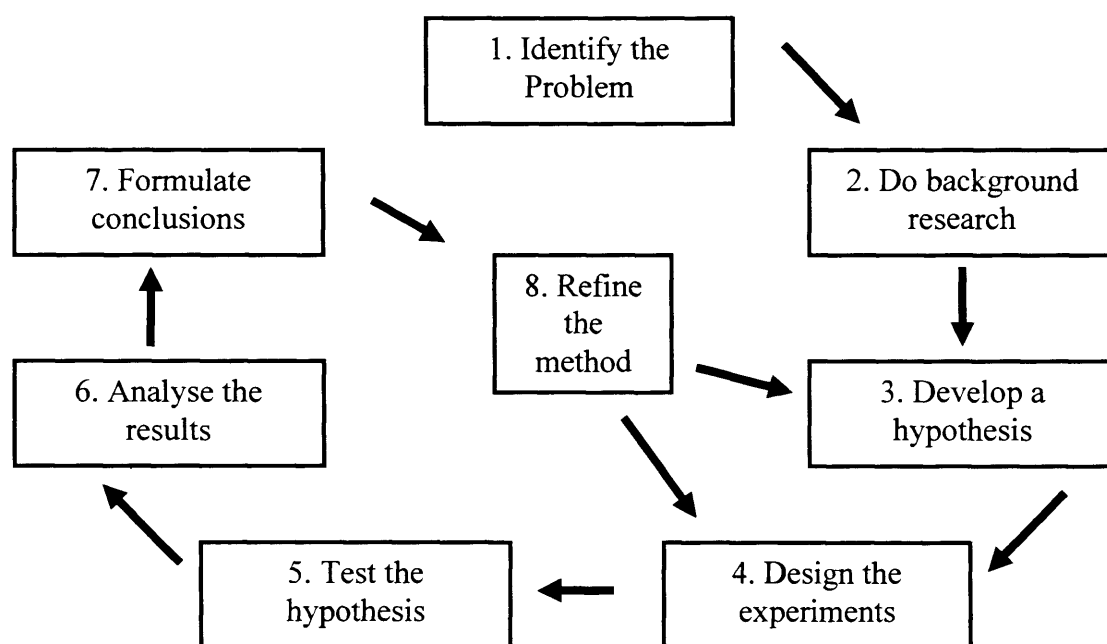 1. Identify the
Problem
2. Do background
research
3. Develop a
hypothesis
4. Design the
experiments
5. Test the
hypothesis
6. Analyse the
results
7. Formulate
conclusions
8. Refine
the
method